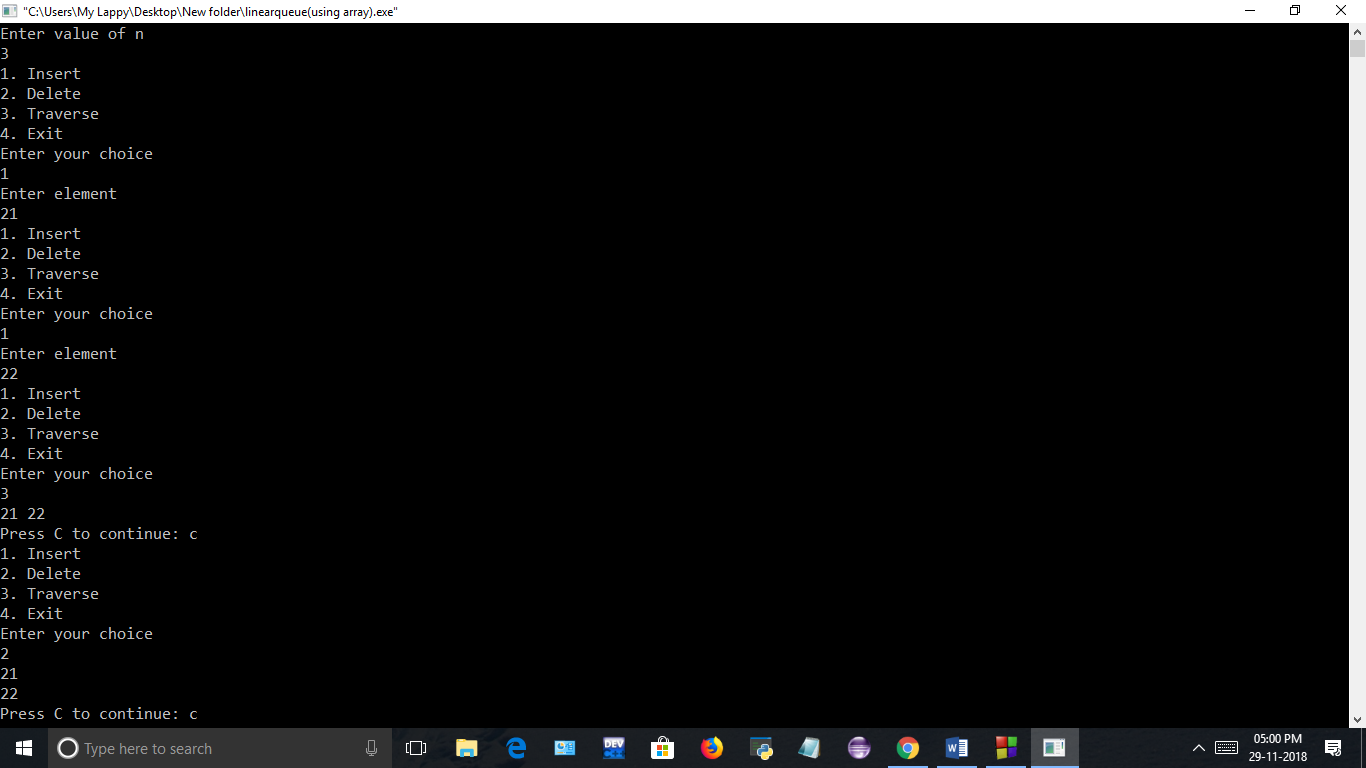 "C:\Users\My Lappy\Desktop\New folder\linearqueue(using array).exe"
Enter value of n
3
1. Insert
2. Delete
3. Traverse
4. Exit
Enter your choice
1
Enter element
21
1. Insert
2. Delete
3. Traverse
4. Exit
Enter your choice
1
Enter element
22
1. Insert
2. Delete
3. Traverse
4. Exit
Enter your choice
3
21 22
Press C to continue: c
1. Insert
2. Delete
3. Traverse
4. Exit
Enter your choice
2
21
22
Press C to continue: c
Type here to search
DEV
05:00 PM
29-11-2018